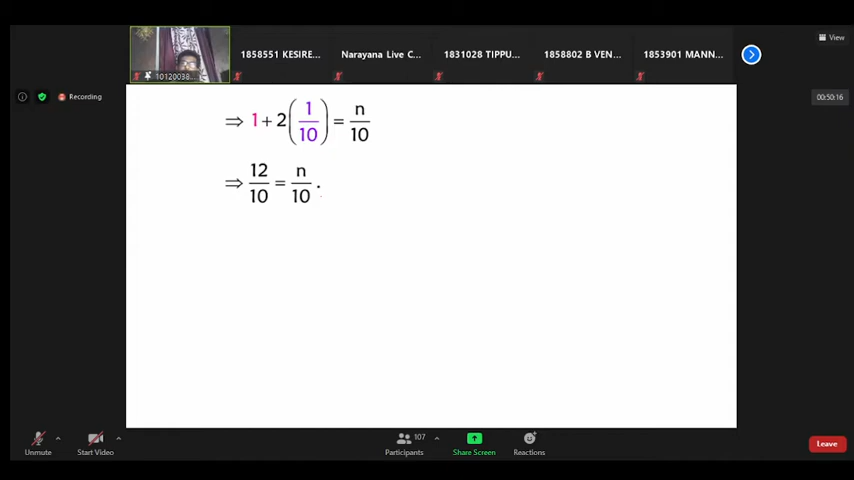 1858551 KESIRE... Narayana Live C... 1831028 TIPPU... 1858802 B VEN... 1853901 MANN...
View
10120038...
Recording
00:50:16
⇒ 1 + 2(1/10) = n/10
⇒ 12/10 = n/10 .
Unmute Start Video Participants 107 Share Screen Reactions Leave